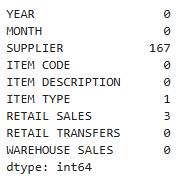 YEAR 0
MONTH 0
SUPPLIER 167
ITEM CODE 0
ITEM DESCRIPTION 0
ITEM TYPE 1
RETAIL SALES 3
RETAIL TRANSFERS 0
WAREHOUSE SALES 0
dtype: int64